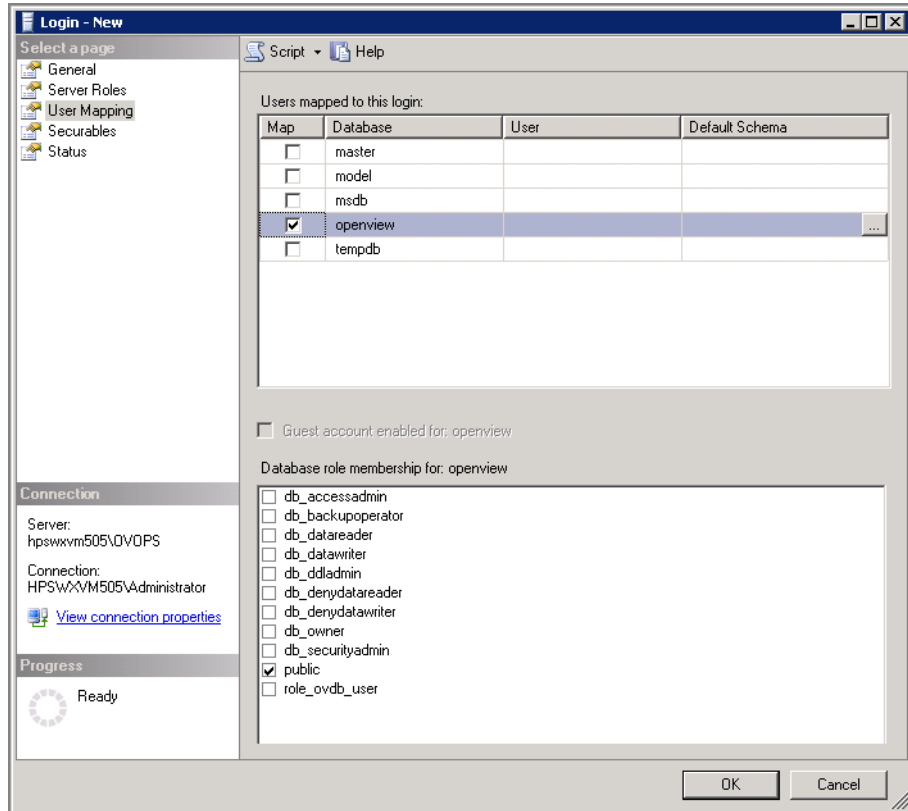 Login - New
Select a page
General
Server Roles
User Mapping
Securables
Status
Script Help
Users mapped to this login:
Map Database User Default Schema
master
model
msdb
openview ...
tempdb
Guest account enabled for: openview
Database role membership for: openview
db_accessadmin
db_backupoperator
db_datareader
db_datawriter
db_ddladmin
db_denydatareader
db_denydatawriter
db_owner
db_securityadmin
public
role_ovdb_user
Connection
Server:
hpswxvm505\OVOPS
Connection:
HPSWXVM505\Administrator
View connection properties
Progress
Ready
OK Cancel